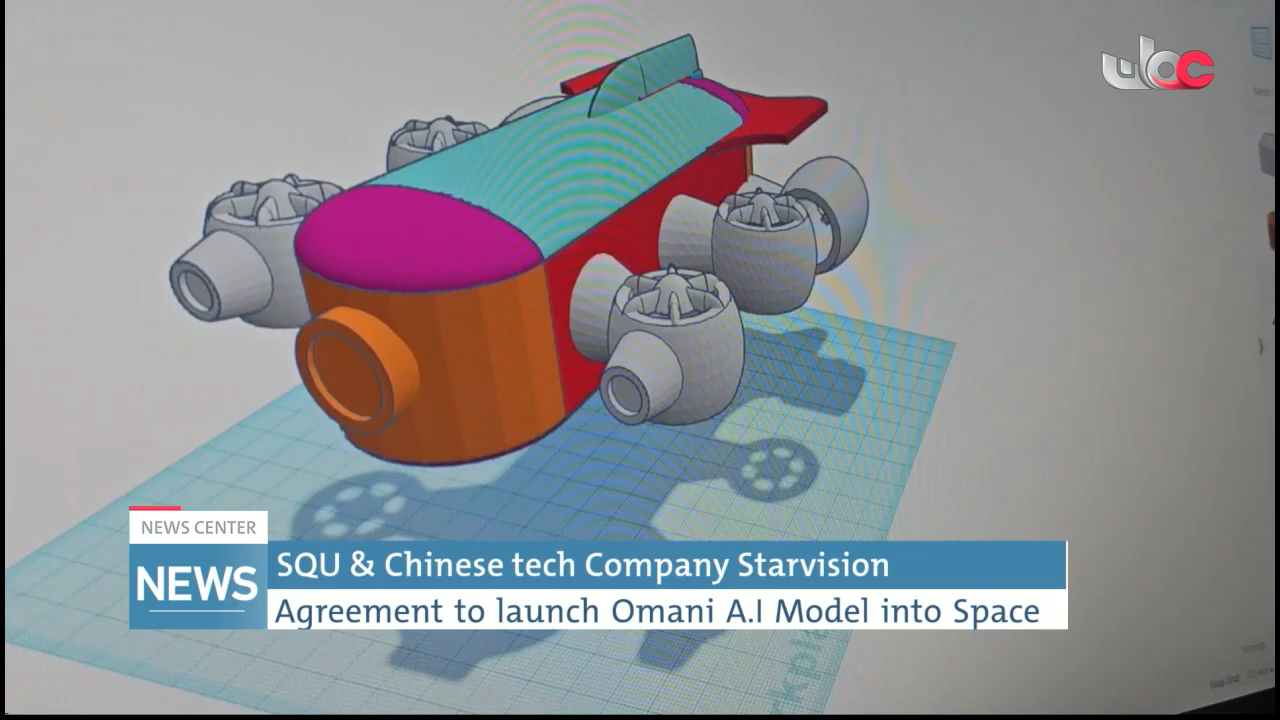 ubc
NEWS CENTER
NEWS
SQU & Chinese tech Company Starvision
Agreement to launch Omani A.I Model into Space